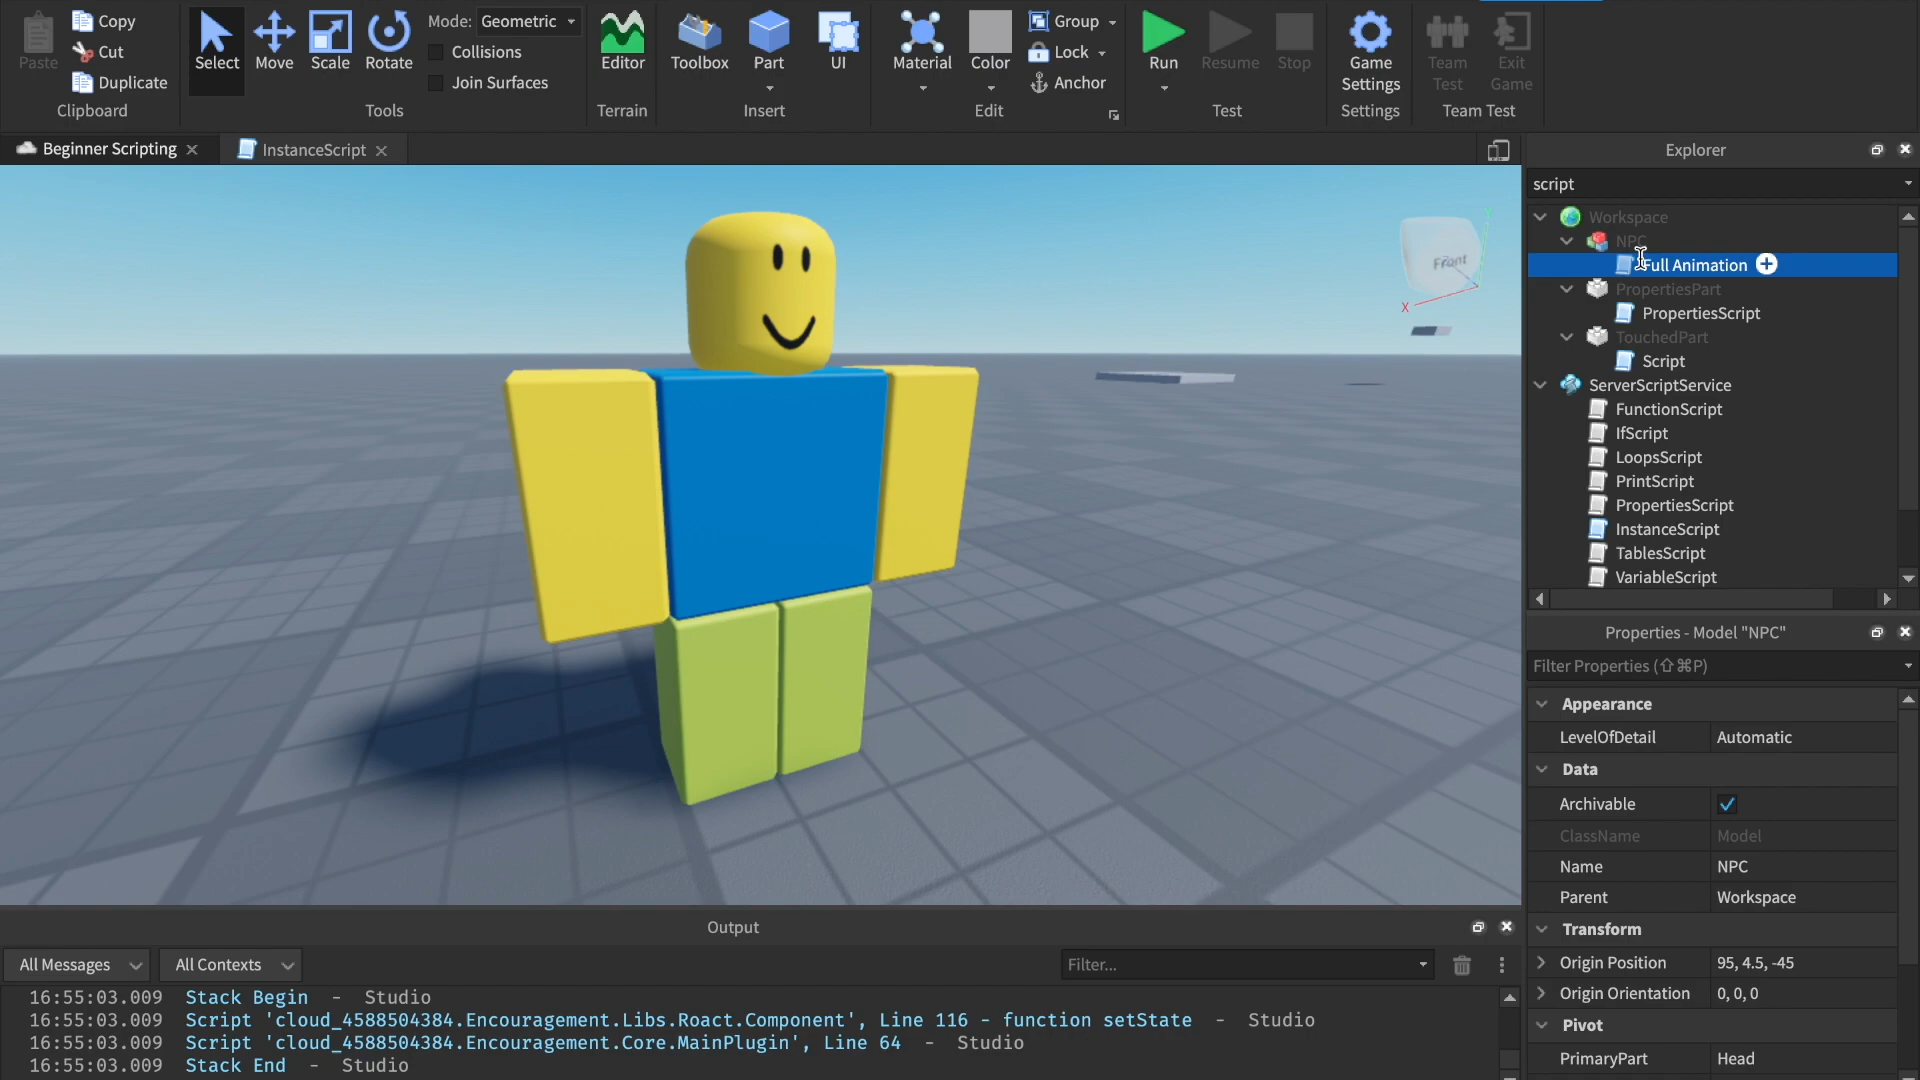 Paste
Copy
Cut
Duplicate
Clipboard
Select
Move
Scale
Rotate
Mode: Geometric
Collisions
Join Surfaces
Tools
Editor
Terrain
Toolbox
Part
UI
Insert
Material
Color
Group
Lock
Anchor
Edit
Run
Resume
Stop
Test
Game
Settings
Settings
Team
Test
Exit
Game
Team Test
Beginner Scripting
InstanceScript
Front
X
Y
Explorer
script
Workspace
NPC
Full Animation
PropertiesPart
PropertiesScript
TouchedPart
Script
ServerScriptService
FunctionScript
IfScript
LoopsScript
PrintScript
PropertiesScript
InstanceScript
TablesScript
VariableScript
Properties - Model "NPC"
Filter Properties (⇧⌘P)
Appearance
LevelOfDetail Automatic
Data
Archivable
ClassName Model
Name NPC
Parent Workspace
Transform
Origin Position 95, 4.5, -45
Origin Orientation 0, 0, 0
Pivot
PrimaryPart Head
Output
All Messages
All Contexts
Filter...
16:55:03.009 Stack Begin - Studio
16:55:03.009 Script 'cloud_4588504384.Encouragement.Libs.Roact.Component', Line 116 - function setState - Studio
16:55:03.009 Script 'cloud_4588504384.Encouragement.Core.MainPlugin', Line 64 - Studio
16:55:03.009 Stack End - Studio